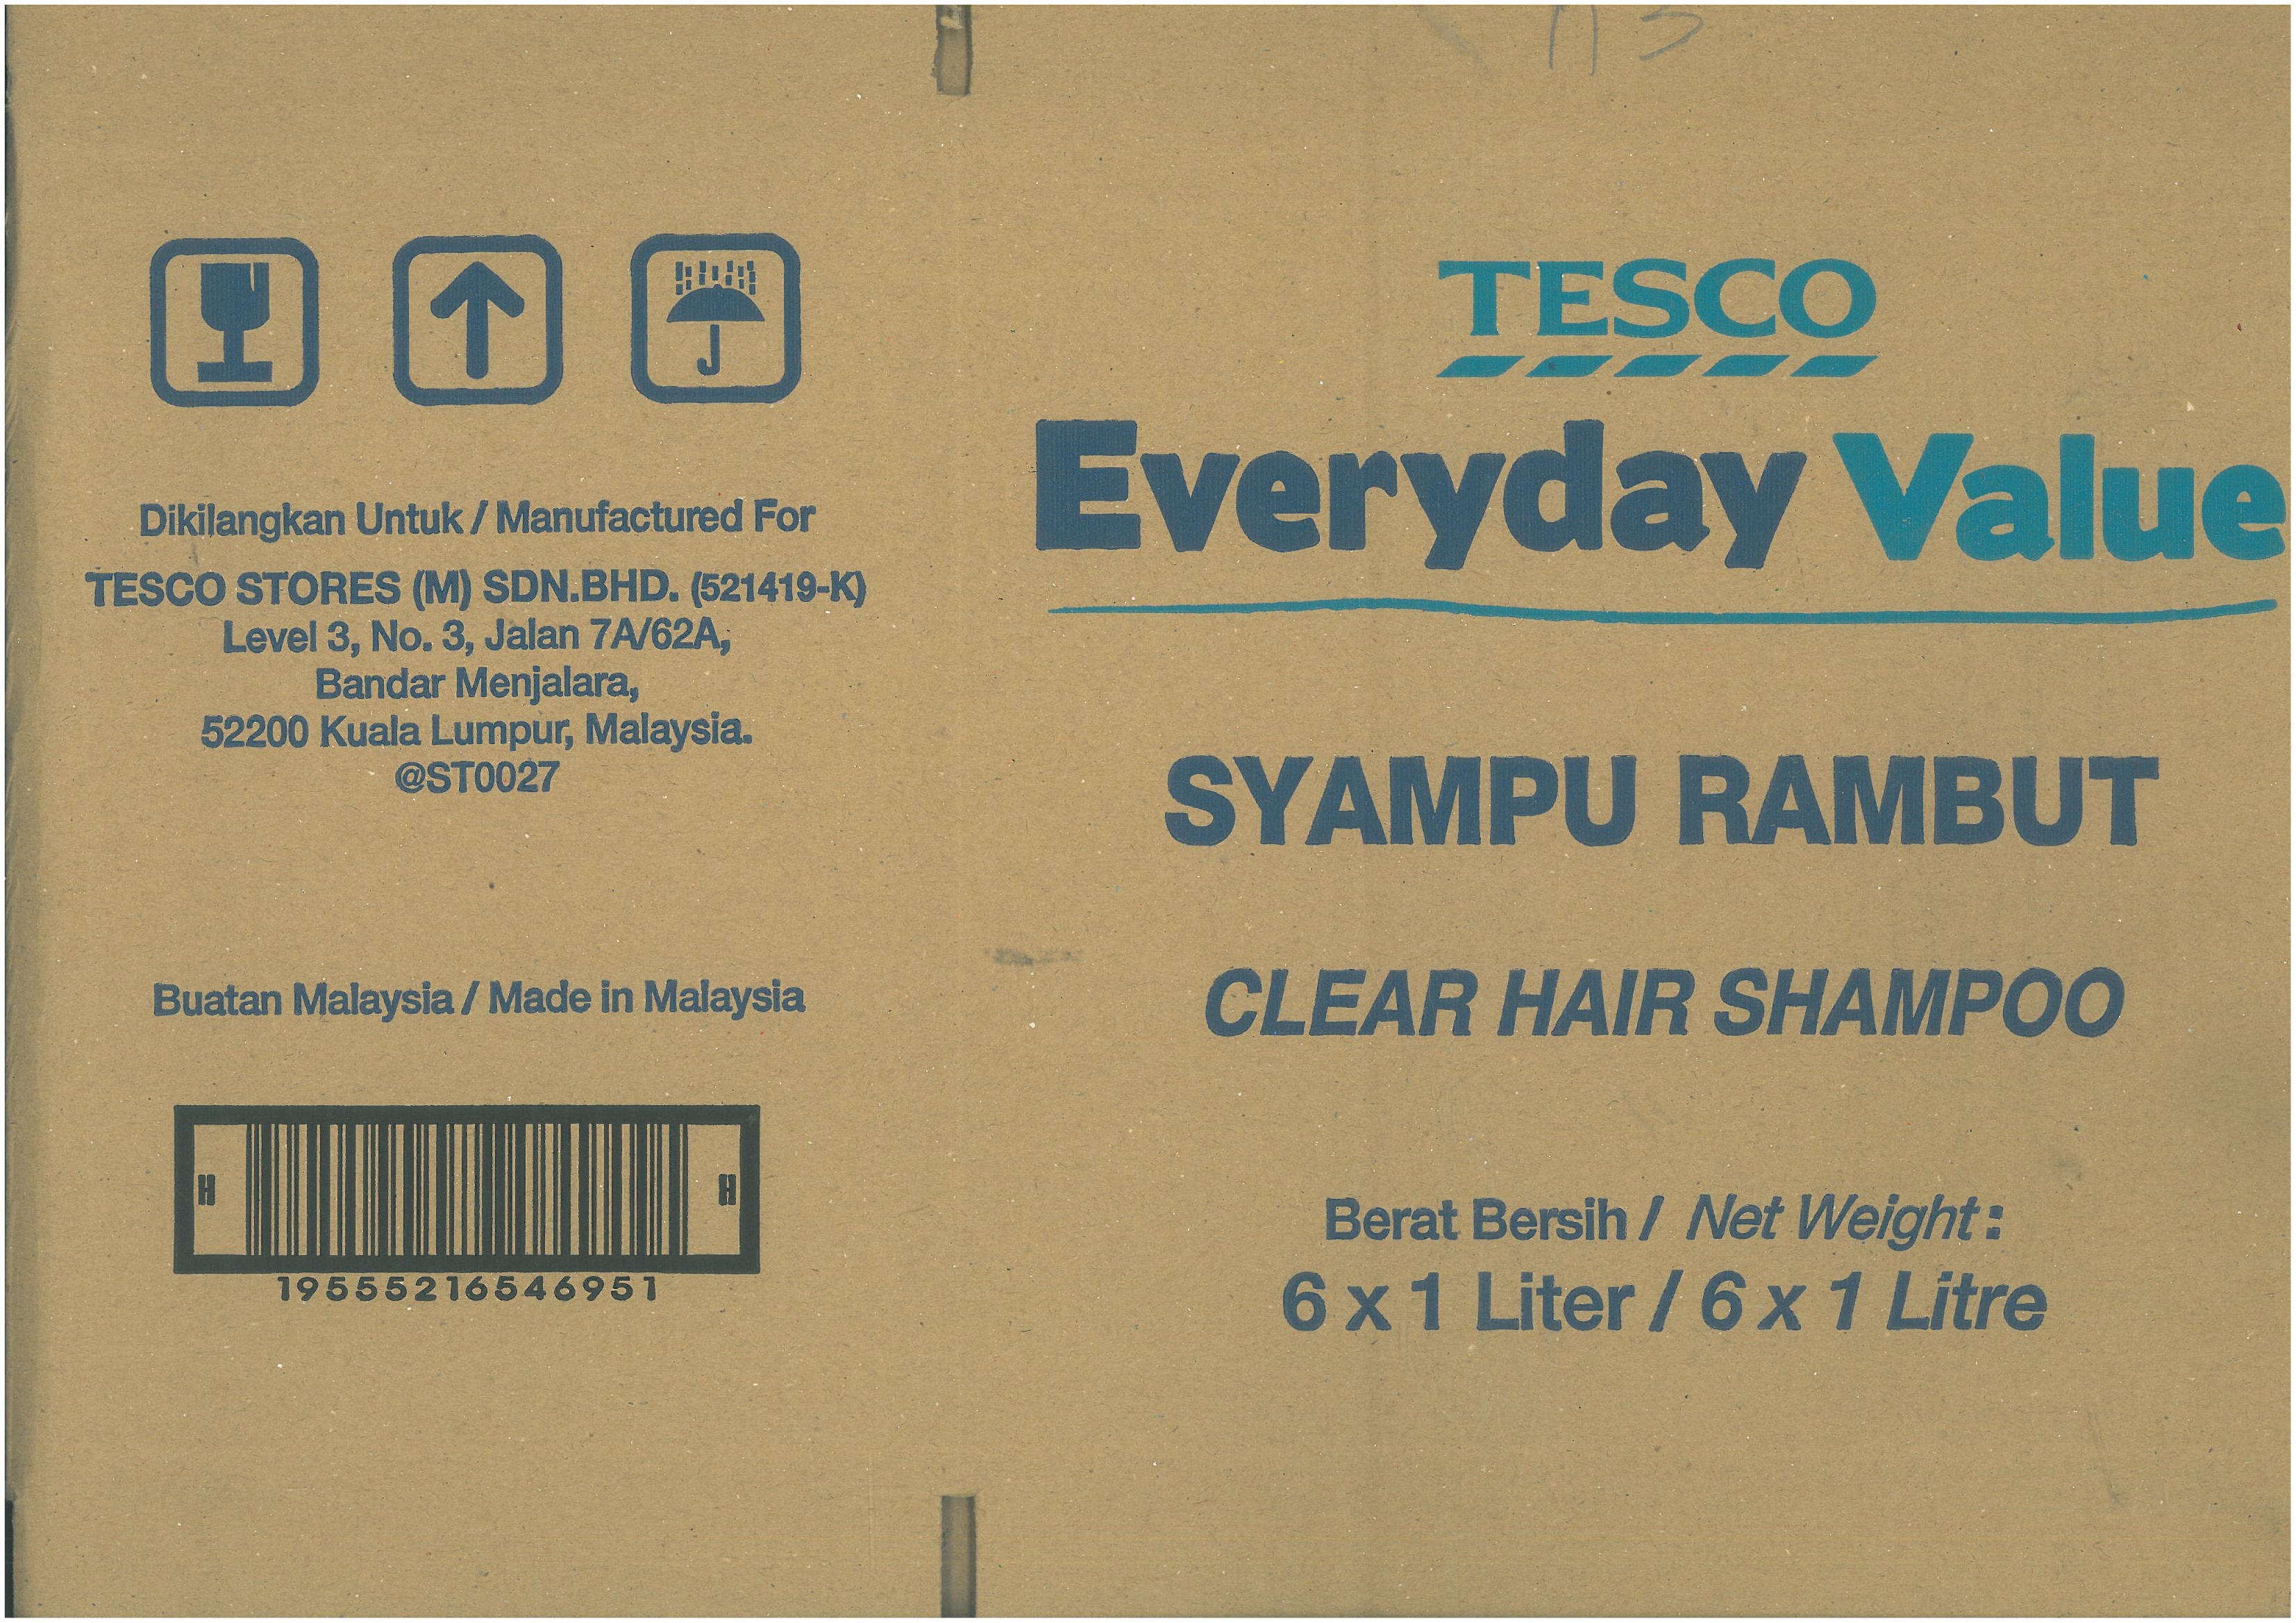 Dikilangkan Untuk / Manufactured For
TESCO STORES (M) SDN.BHD. (521419-K)
Level 3, No. 3, Jalan 7A/62A,
Bandar Menjalara,
52200 Kuala Lumpur, Malaysia.
@ST0027
Buatan Malaysia / Made in Malaysia
H H
19555216546951
TESCO
Everyday Value
SYAMPU RAMBUT
CLEAR HAIR SHAMPOO
Berat Bersih / Net Weight :
6 x 1 Liter / 6 x 1 Litre